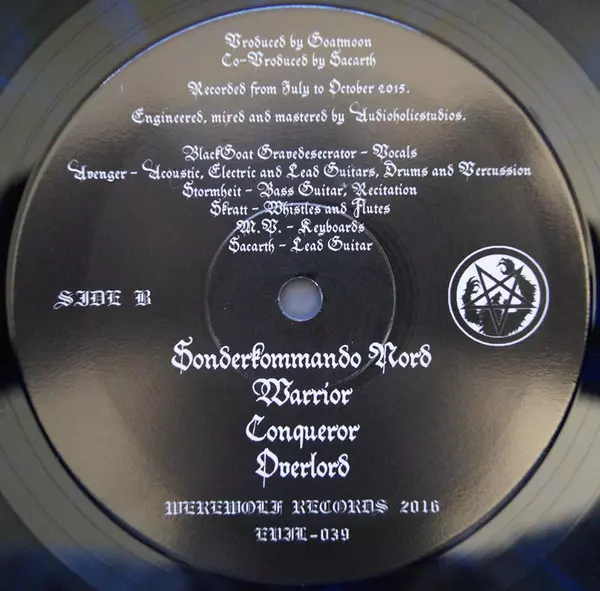 Produced by Goatmoon
Co-Produced by Sacarth
Recorded from July to October 2015.
Engineered, mixed and mastered by Audioholicstudios.
BlackGoat Gravedesecrator - Vocals
Avenger - Acoustic, Electric and Lead Guitars, Drums and Percussion
Stormheit - Bass Guitar, Recitation
Skratt - Whistles and Flutes
M.V. - Keyboards
Sacarth - Lead Guitar
SIDE B
Sonderkommando Nord
Warrior
Conqueror
Overlord
WEREWOLF RECORDS 2016
EVIL-039